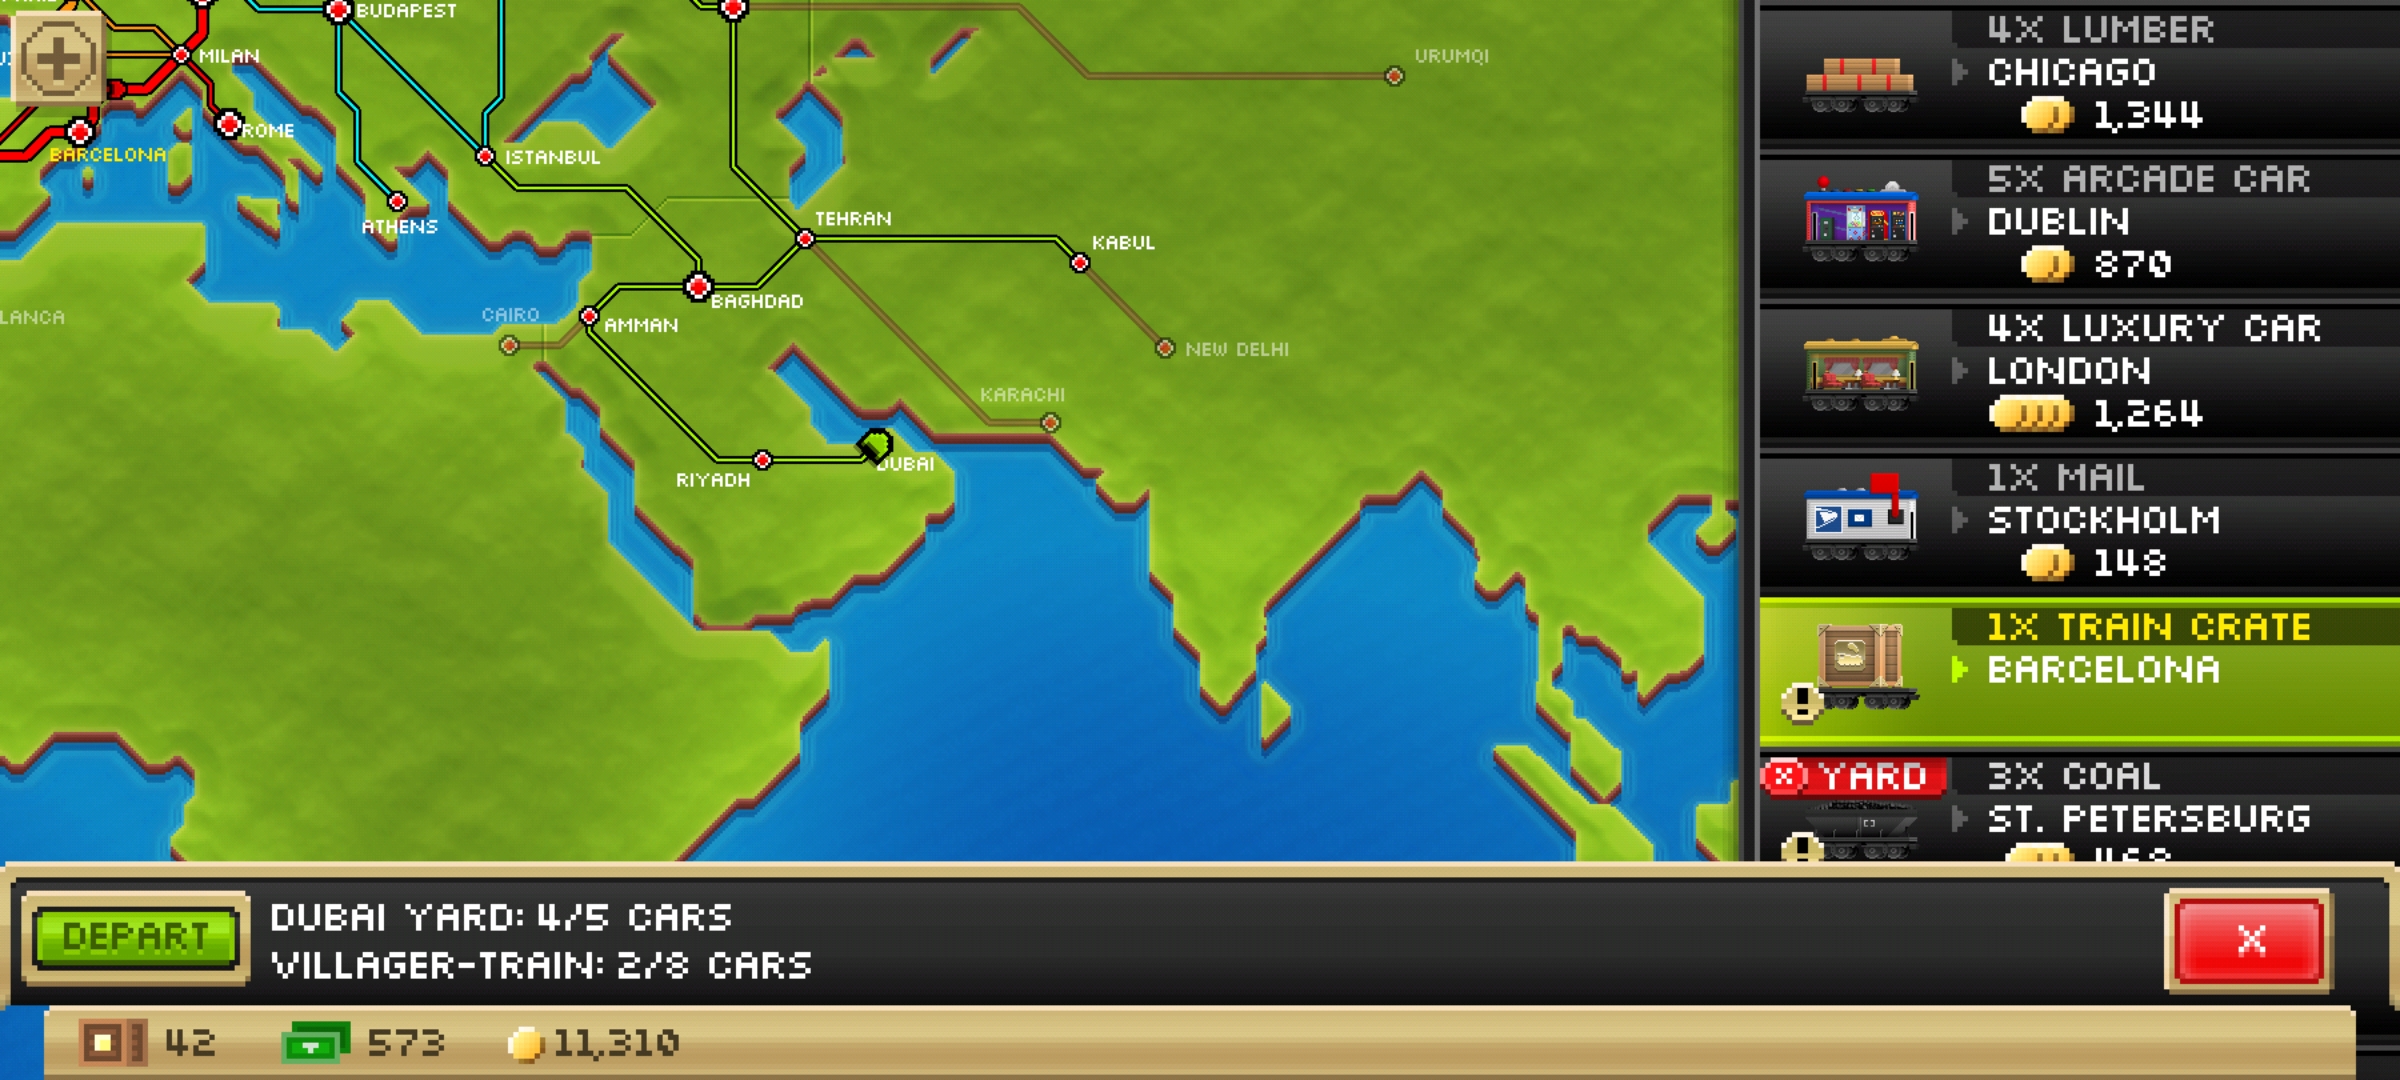 BUDAPEST
MILAN
URUMQI
ROME
BARCELONA
ISTANBUL
ATHENS
TEHRAN
KABUL
BAGHDAD
LANCA
CAIRO
AMMAN
NEW DELHI
KARACHI
DUBAI
RIYADH
4X LUMBER
CHICAGO
1,344
5X ARCADE CAR
DUBLIN
870
4X LUXURY CAR
LONDON
1,264
1X MAIL
STOCKHOLM
148
1X TRAIN CRATE
BARCELONA
X YARD
3X COAL
ST. PETERSBURG
DEPART
DUBAI YARD: 4/5 CARS
VILLAGER-TRAIN: 2/8 CARS
X
42
573
11,310